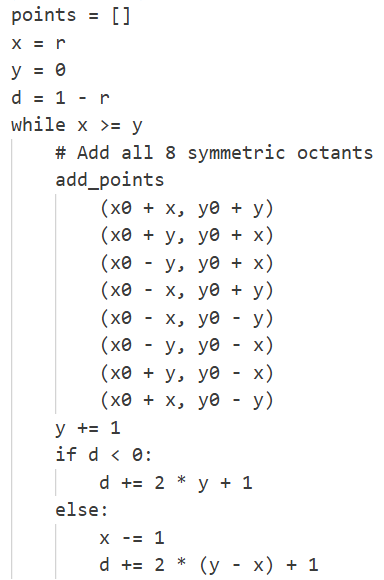 points = []
x = r
y = 0
d = 1 - r
while x >= y
    # Add all 8 symmetric octants
    add_points
        (x0 + x, y0 + y)
        (x0 + y, y0 + x)
        (x0 - y, y0 + x)
        (x0 - x, y0 + y)
        (x0 - x, y0 - y)
        (x0 - y, y0 - x)
        (x0 + y, y0 - x)
        (x0 + x, y0 - y)
    y += 1
    if d < 0:
        d += 2 * y + 1
    else:
        x -= 1
        d += 2 * (y - x) + 1